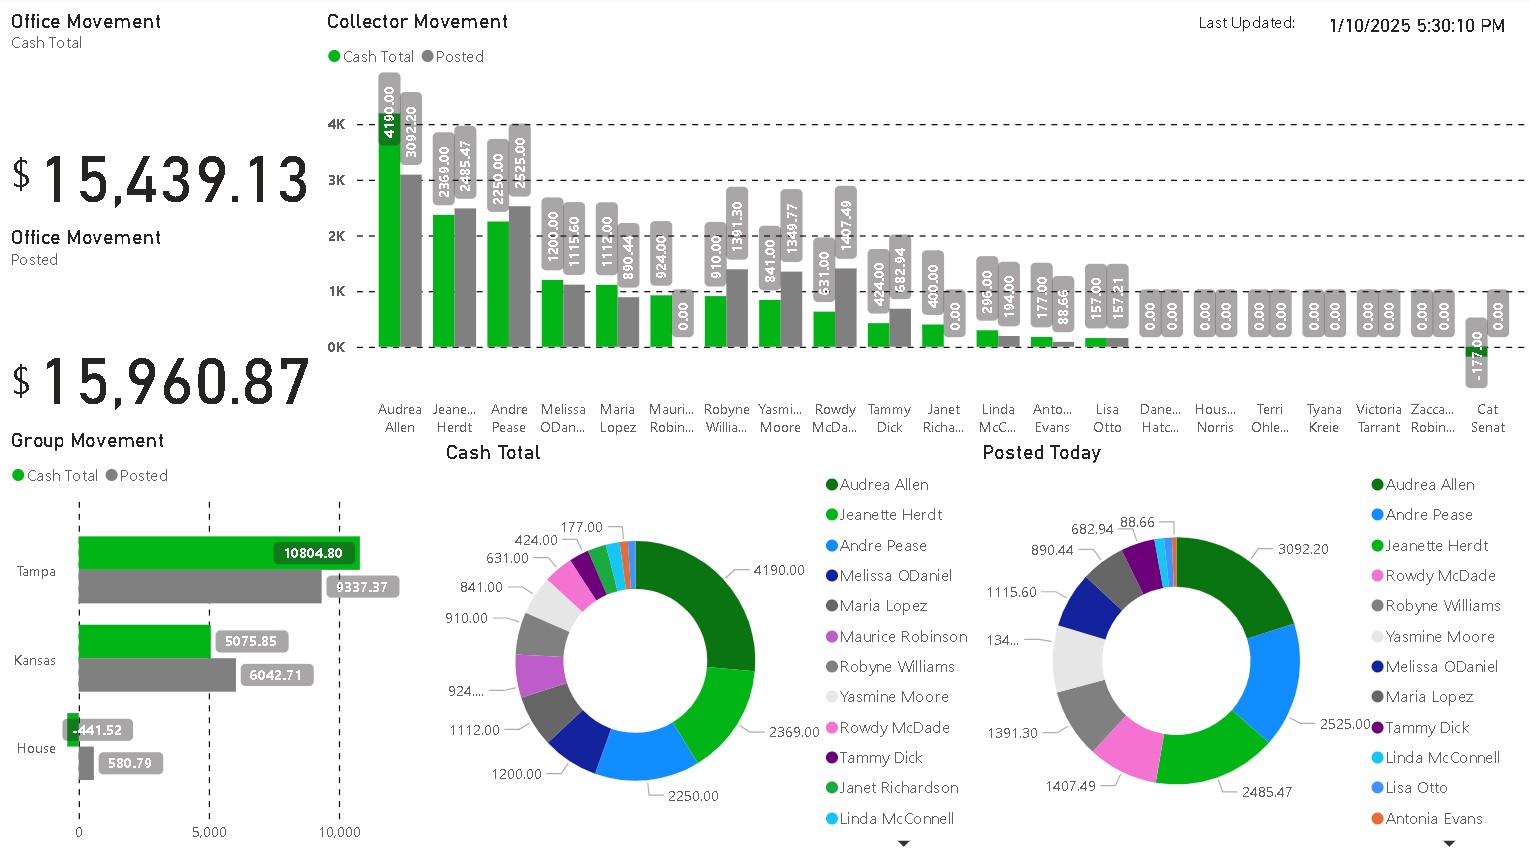 Office Movement
Cash Total
$ 15,439.13
Office Movement
Posted
$ 15,960.87
Collector Movement
Cash Total Posted
Last Updated: 1/10/2025 5:30:10 PM
4K
3K
2K
1K
0K
4190.00 3092.20
2369.00 2485.47
2250.00 2525.00
1200.00 1115.60
1112.00 890.44
924.00 0.00
910.00 1391.30
841.00 1349.77
631.00 1407.49
424.00 682.94
400.00 0.00
296.00 194.00
177.00 88.66
157.00 157.21
0.00 0.00
0.00 0.00
0.00 0.00
0.00 0.00
0.00 0.00
0.00 0.00
-177.00 0.00
Audrea Allen
Jeane... Herdt
Andre Pease
Melissa ODan...
Maria Lopez
Mauri... Robin...
Robyne Willia...
Yasmi... Moore
Rowdy McDa...
Tammy Dick
Janet Richa...
Linda McC...
Anto... Evans
Lisa Otto
Dane... Hatc...
Hous... Norris
Terri Ohle...
Tyana Kreie
Victoria Tarrant
Zacca... Robin...
Cat Senat
Group Movement
Cash Total Posted
Tampa
10804.80
9337.37
Kansas
5075.85
6042.71
House
-441.52
580.79
0 5,000 10,000
Cash Total
177.00
424.00
631.00
841.00
910.00
924....
1112.00
1200.00
2250.00
2369.00
4190.00
Audrea Allen
Jeanette Herdt
Andre Pease
Melissa ODaniel
Maria Lopez
Maurice Robinson
Robyne Williams
Yasmine Moore
Rowdy McDade
Tammy Dick
Janet Richardson
Linda McConnell
Posted Today
88.66
682.94
890.44
1115.60
134...
1391.30
1407.49
2485.47
2525.00
3092.20
Audrea Allen
Andre Pease
Jeanette Herdt
Rowdy McDade
Robyne Williams
Yasmine Moore
Melissa ODaniel
Maria Lopez
Tammy Dick
Linda McConnell
Lisa Otto
Antonia Evans